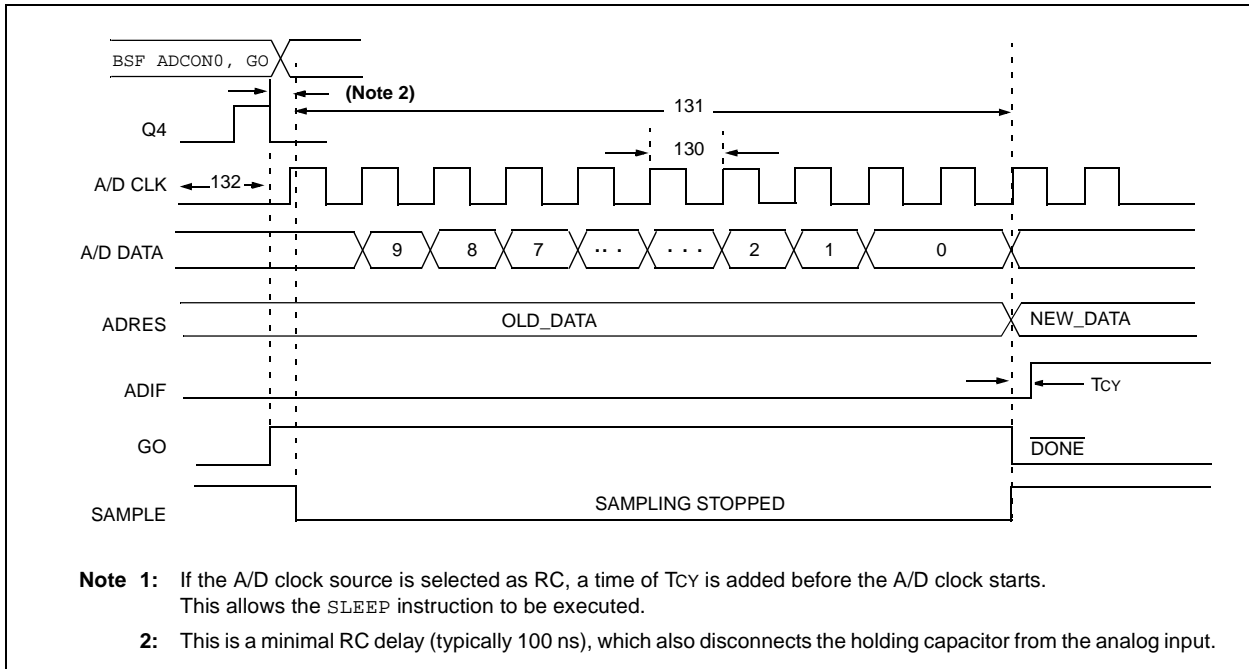 BSF ADCON0, GO
(Note 2)
131
Q4
130
A/D CLK
132
A/D DATA
9 8 7 . . . . . . 2 1 0
ADRES
OLD_DATA
NEW_DATA
ADIF
TCY
GO
DONE
SAMPLE
SAMPLING STOPPED
Note 1: If the A/D clock source is selected as RC, a time of TCY is added before the A/D clock starts.
This allows the SLEEP instruction to be executed.
2: This is a minimal RC delay (typically 100 ns), which also disconnects the holding capacitor from the analog input.